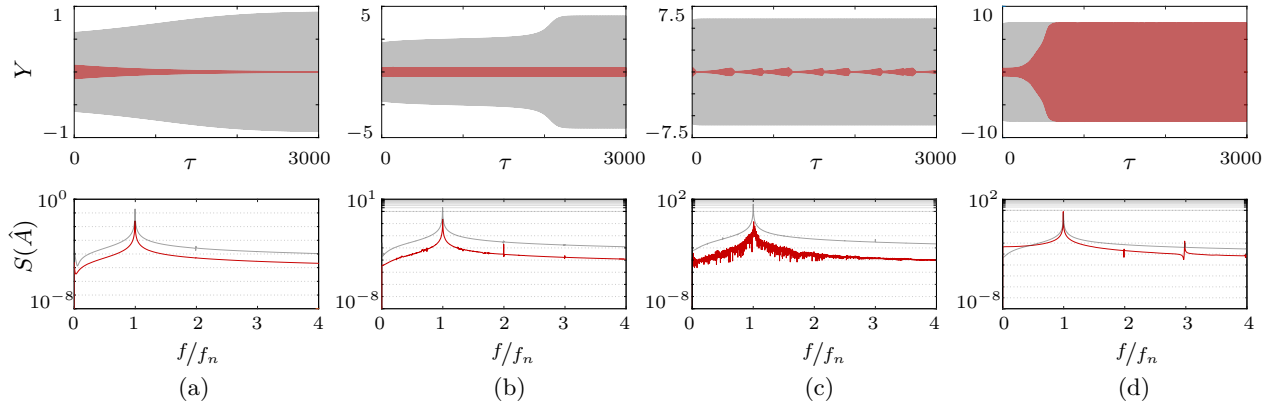 1 5 7.5 10
Y
−1 −5 −7.5 −10
0 τ 3000 0 τ 3000 0 τ 3000 0 τ 3000
10^0 10^1 10^2 10^2
S(Â)
10^−8 10^−8 10^−8 10^−8
0 1 2 3 4 0 1 2 3 4 0 1 2 3 4 0 1 2 3 4
f/f_n f/f_n f/f_n f/f_n
(a) (b) (c) (d)